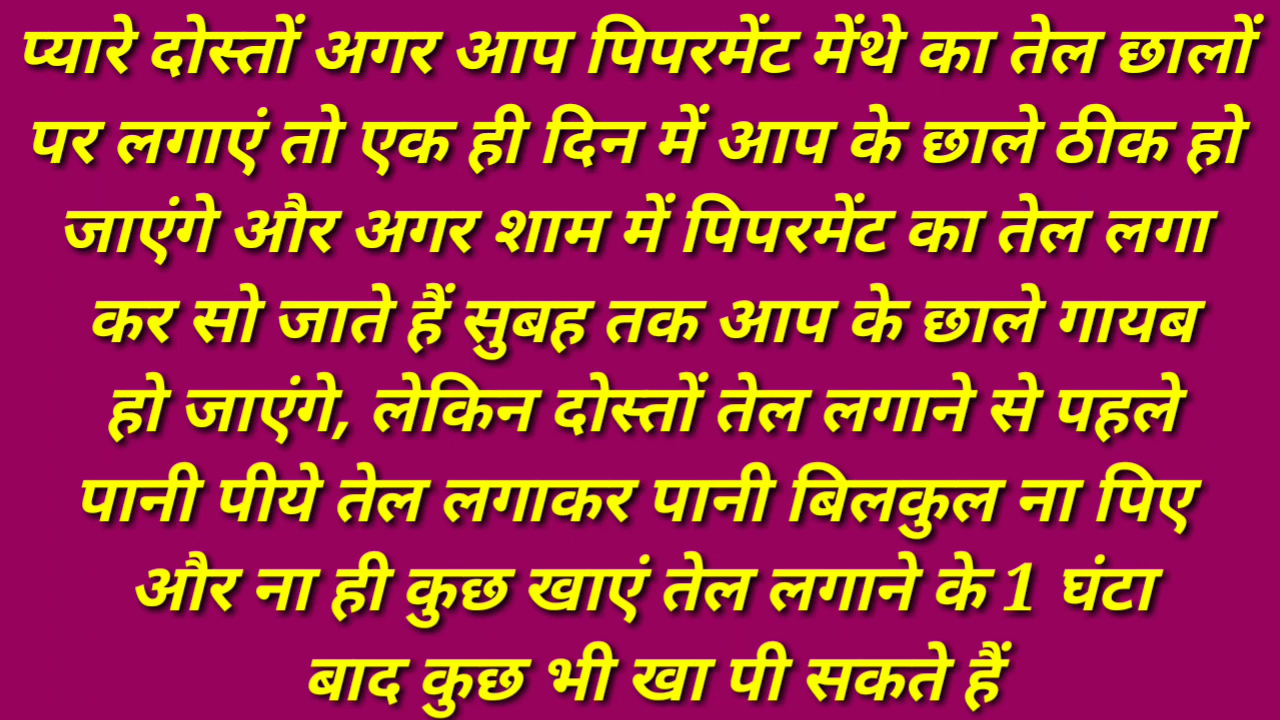 प्यारे दोस्तों अगर आप पिपरमेंट मेंथे का तेल छालों
पर लगाएं तो एक ही दिन में आप के छाले ठीक हो
जाएंगे और अगर शाम में पिपरमेंट का तेल लगा
कर सो जाते हैं सुबह तक आप के छाले गायब
हो जाएंगे, लेकिन दोस्तों तेल लगाने से पहले
पानी पीये तेल लगाकर पानी बिलकुल ना पिए
और ना ही कुछ खाएं तेल लगाने के 1 घंटा
बाद कुछ भी खा पी सकते हैं